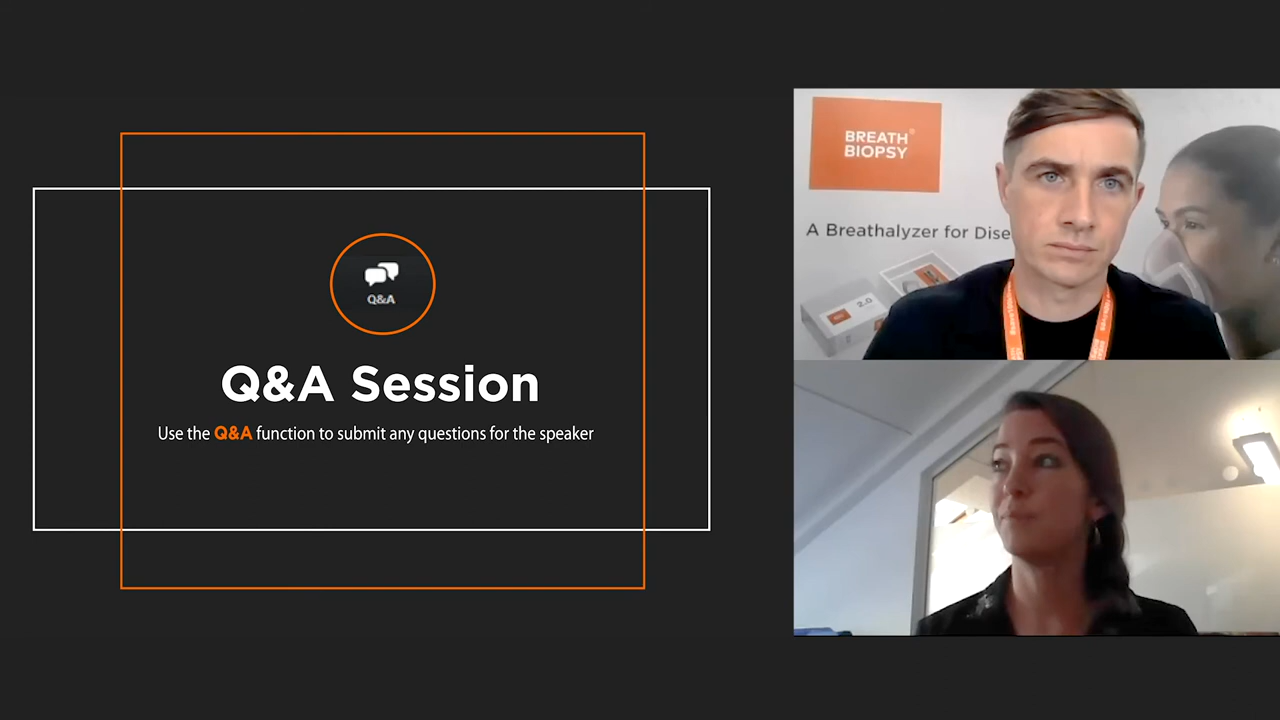 Q&A
Q&A Session
Use the Q&A function to submit any questions for the speaker
BREATH®
BIOPSY
A Breathalyzer for Dise
2.0